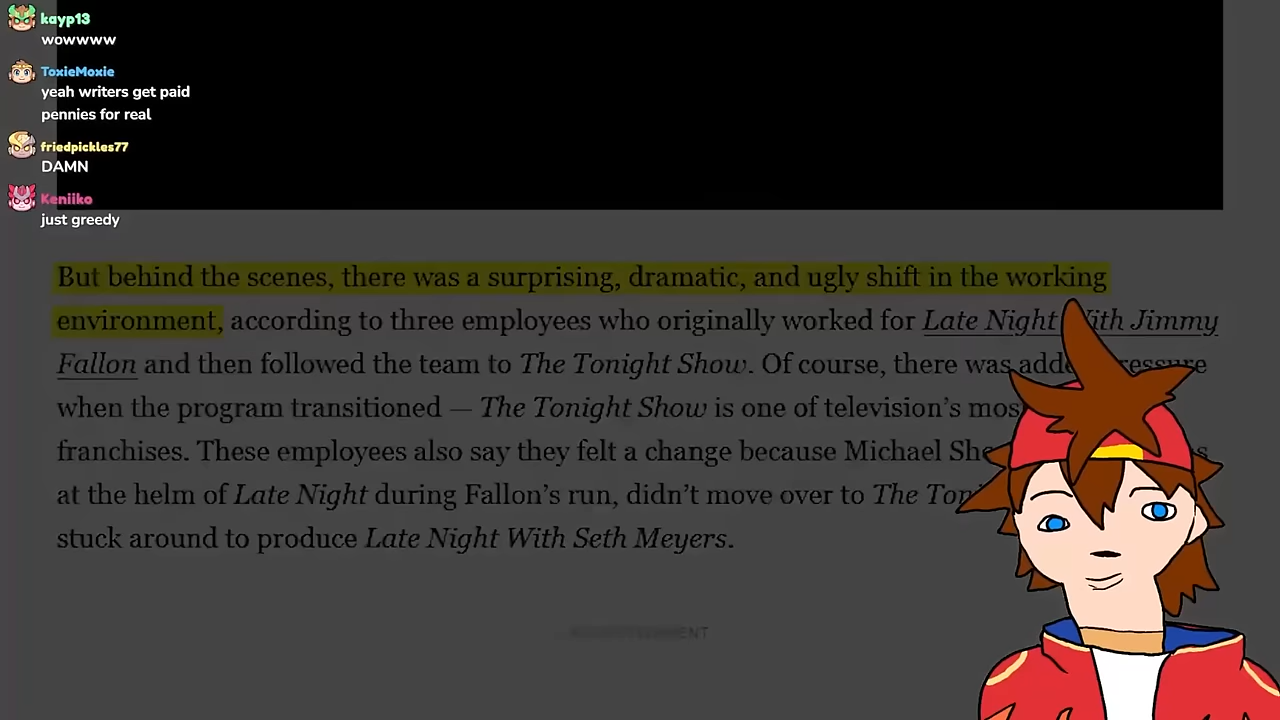 kayp13
wowwww
ToxieMoxie
yeah writers get paid
pennies for real
friedpickles77
DAMN
Keniiko
just greedy
But behind the scenes, there was a surprising, dramatic, and ugly shift in the working
environment, according to three employees who originally worked for Late Night With Jimmy
Fallon and then followed the team to The Tonight Show. Of course, there was added pressure
when the program transitioned — The Tonight Show is one of television’s
franchises. These employees also say they felt a change because Michael
at the helm of Late Night during Fallon’s run, didn’t move over to The
stuck around to produce Late Night With Seth Meyers.
ADVERTISEMENT